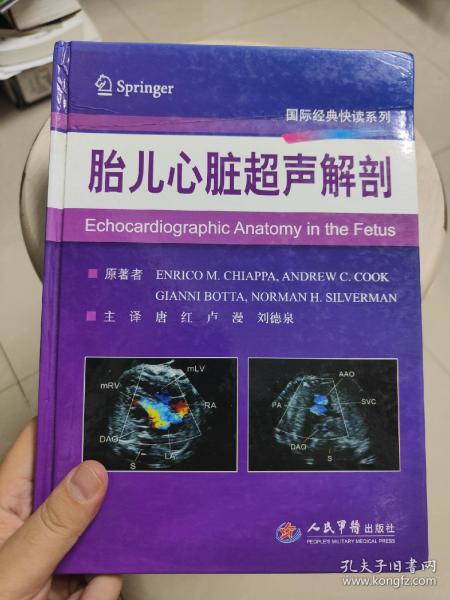 Springer
国际经典快读系列
胎儿心脏超声解剖
Echocardiographic Anatomy in the Fetus
原著者 ENRICO M. CHIAPPA, ANDREW C. COOK
GIANNI BOTTA, NORMAN H. SILVERMAN
主 译 唐 红 卢 漫 刘德泉
mLV
mRV
RA
DAO
LA
S
AAO
PA
SVC
DAO
S
人民军医出版社
PEOPLE'S MILITARY MEDICAL PRESS
孔夫子旧书网
www.kongfz.com